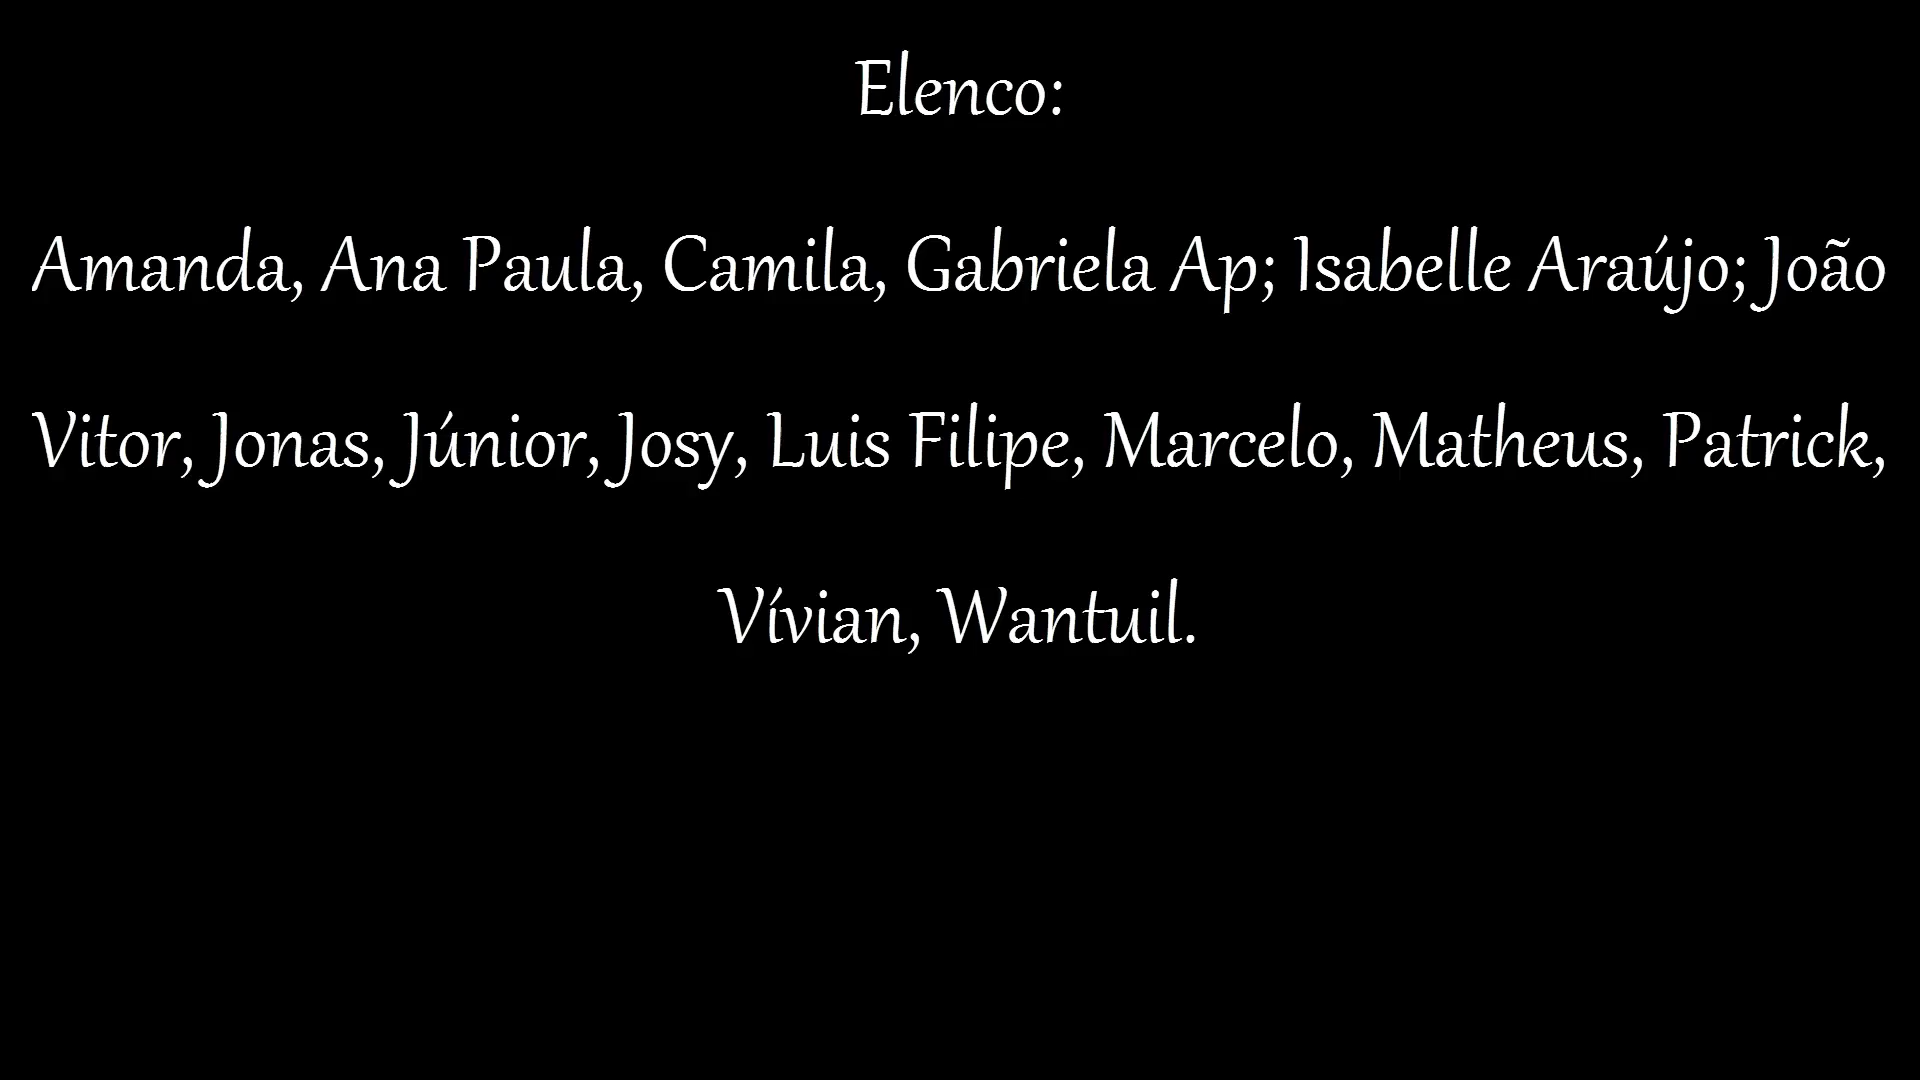 Elenco:
Amanda, Ana Paula, Camila, Gabriela Ap; Isabelle Araújo; João
Vitor, Jonas, Júnior, Josy, Luis Filipe, Marcelo, Matheus, Patrick,
Vívian, Wantuil.